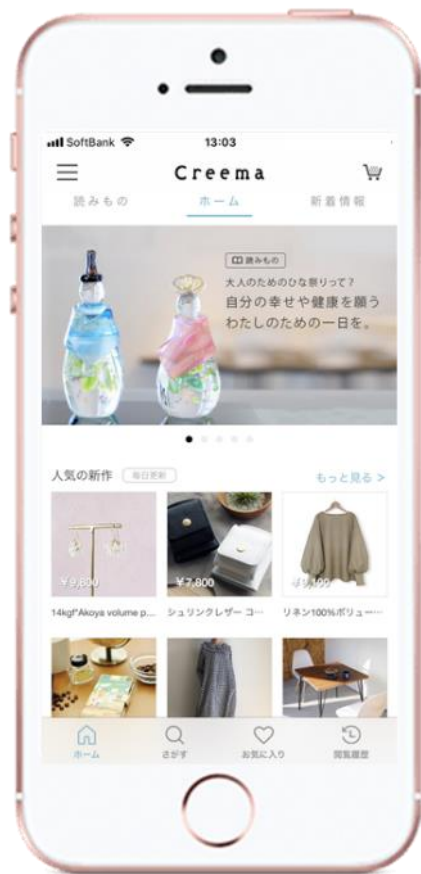 SoftBank
13:03
Creema
読みもの
ホーム
新着情報
読みもの
大人のためのひな祭りって？
自分の幸せや健康を願う
わたしのための一日を。
人気の新作
毎日更新
もっと見る >
¥9,800
¥7,800
14kgf*Akoya volume p...
シュリンクレザー コ…
リネン100%ボリュー…
ホーム
さがす
お気に入り
閲覧履歴